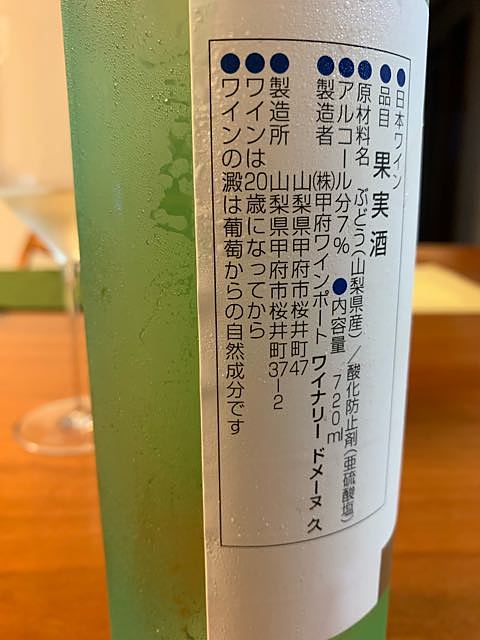 ●日本ワイン
●品目 果実酒
●原材料名 ぶどう(山梨県産)／酸化防止剤(亜硫酸塩)
●アルコール分7% ●内容量 720ml
●製造者 ㈱甲府ワインポート ワイナリー ドメーヌ 久
山梨県甲府市桜井町47
●製造所 山梨県甲府市桜井町37-2
●ワインは20歳になってから
●ワインの澱は葡萄からの自然成分です